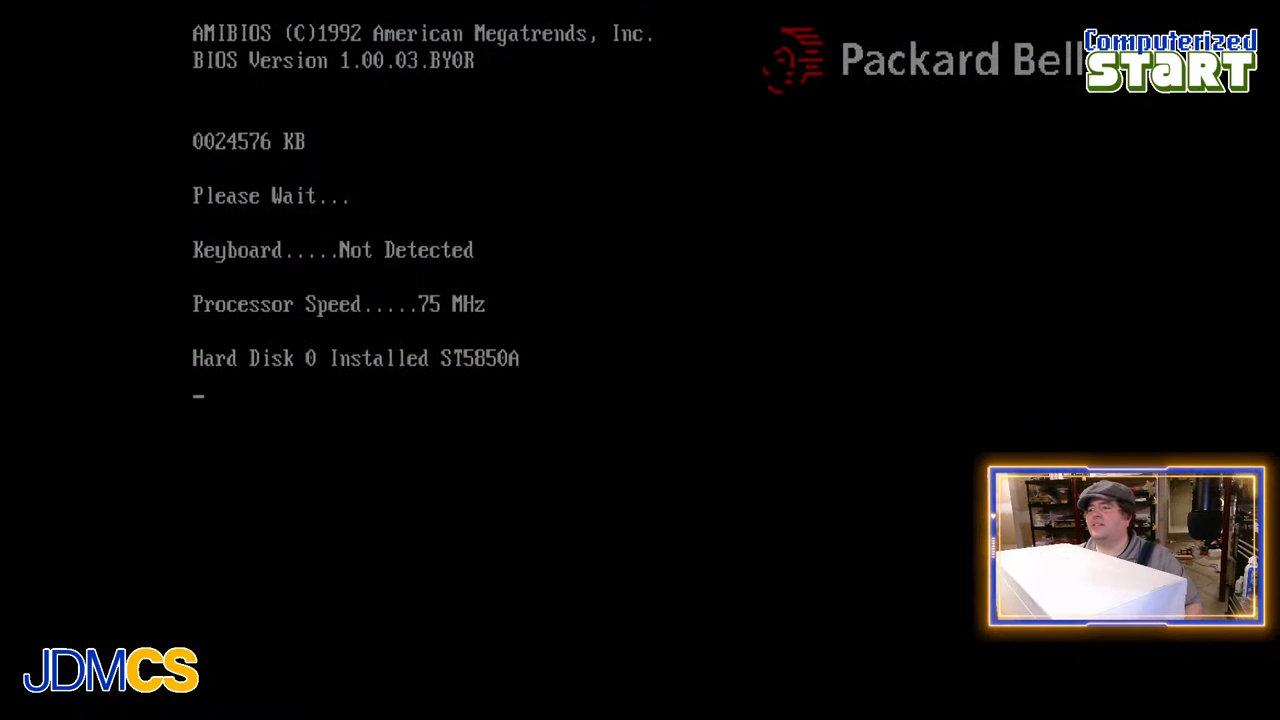 AMIBIOS (C)1992 American Megatrends, Inc.
BIOS Version 1.00.03.BY0R
Packard Bell
Computerized
START
0024576 KB
Please Wait...
Keyboard.....Not Detected
Processor Speed.....75 MHz
Hard Disk 0 Installed ST5850A
JDMCS